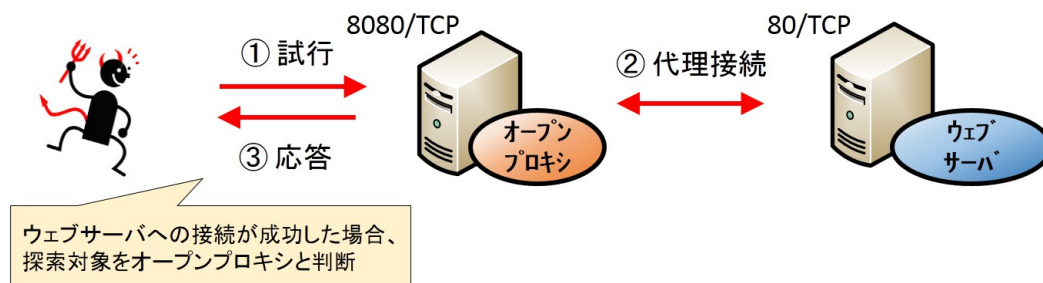 8080/TCP
80/TCP
① 試行
② 代理接続
③ 応答
オープン
プロキシ
ウェブ
サーバ
ウェブサーバへの接続が成功した場合、
探索対象をオープンプロキシと判断